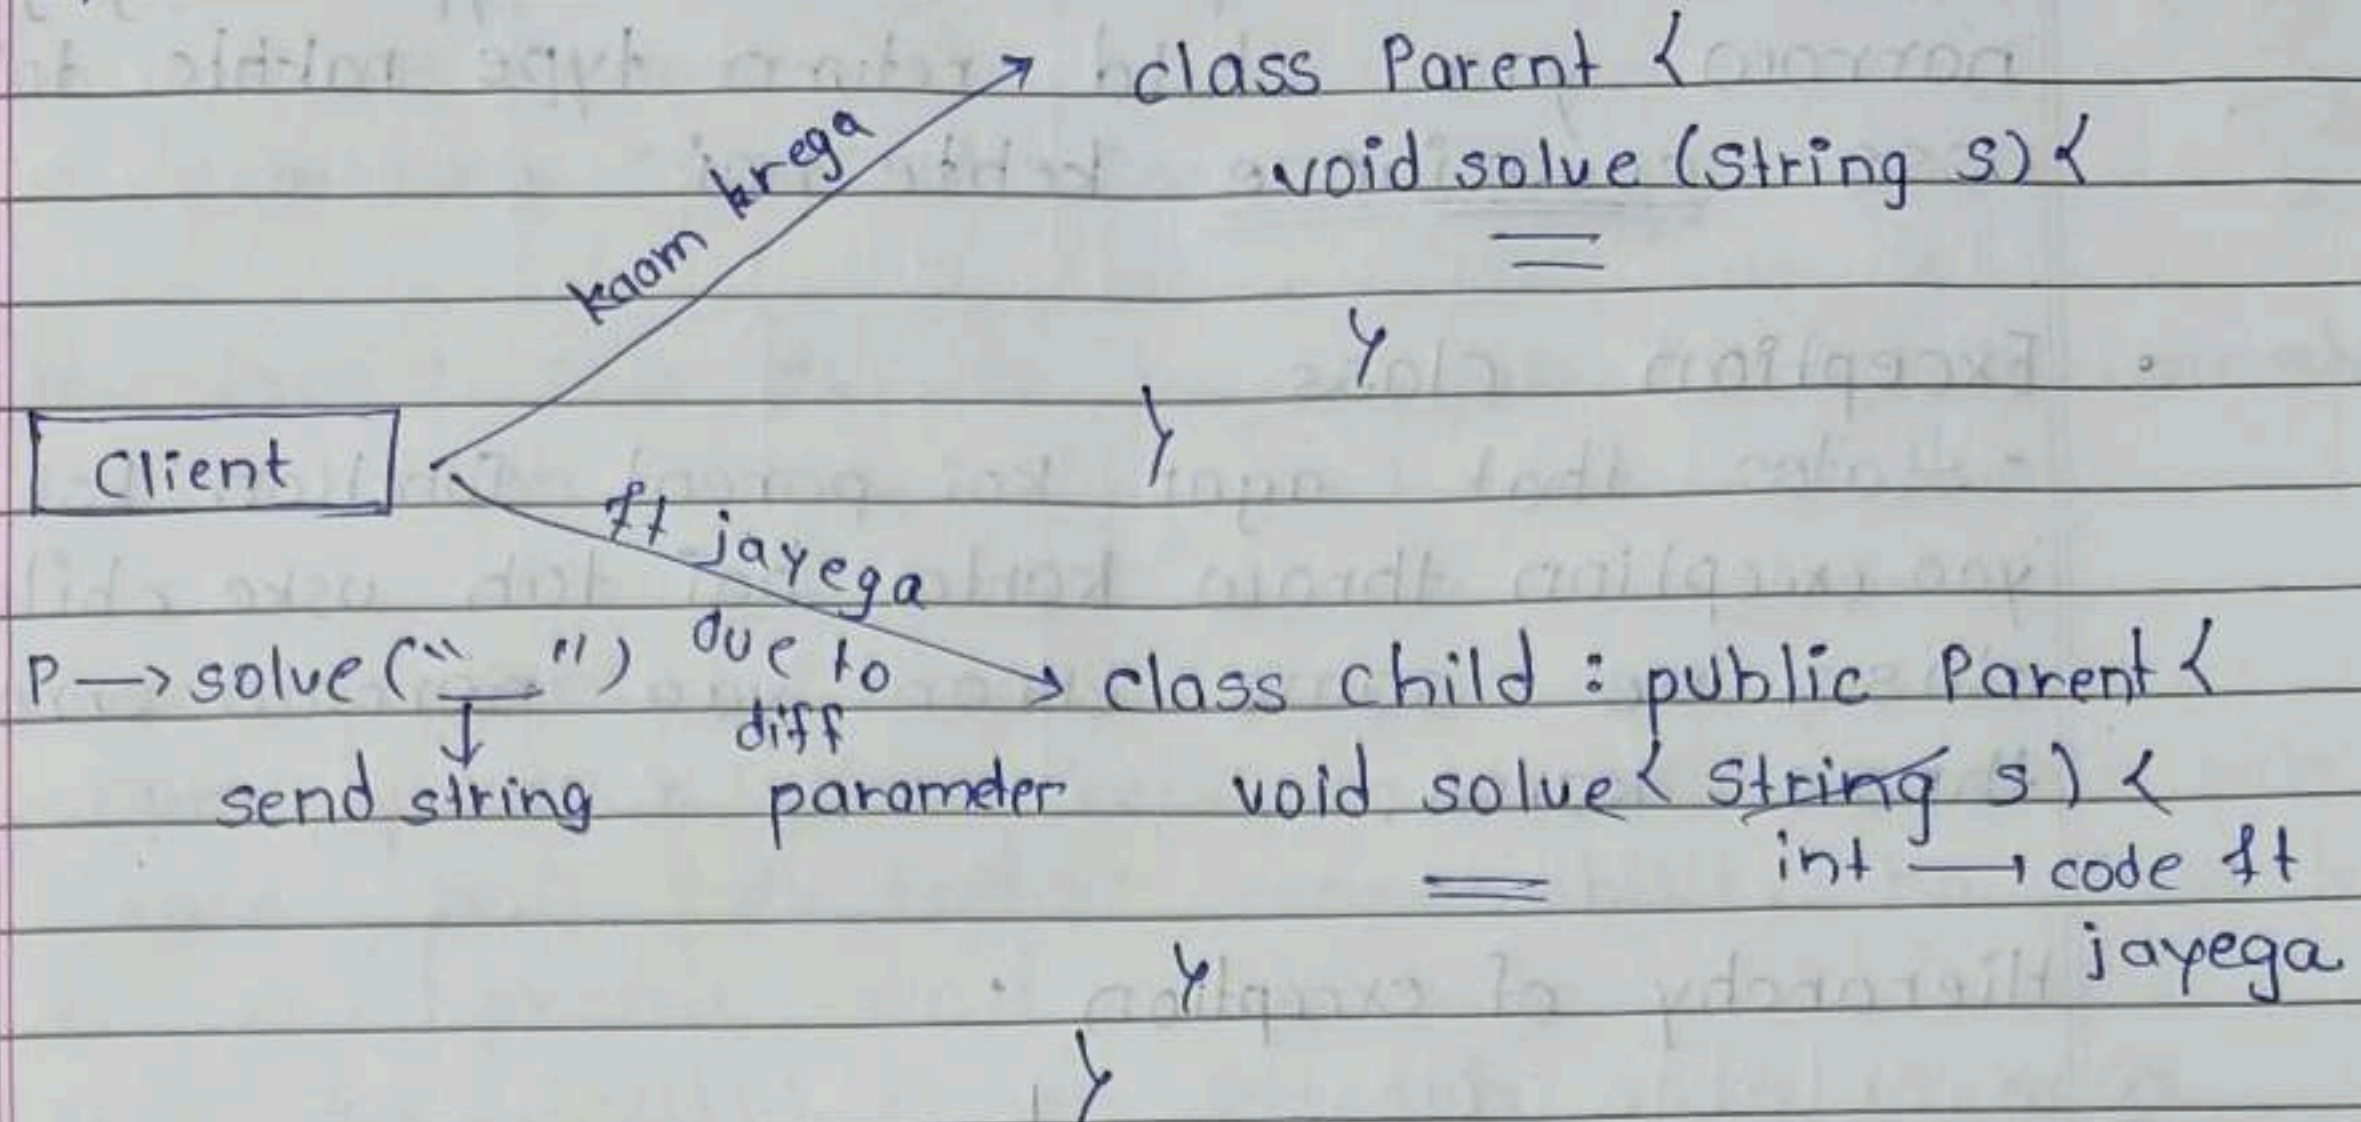 class Parent {
void solve (String s) {
}
}
kaam krega
Client
ft jayega
due to
diff
parameter
P → solve ("__")
↓
send string
class child : public Parent {
void solve { String s) {
int → code ft
jayega
}
}